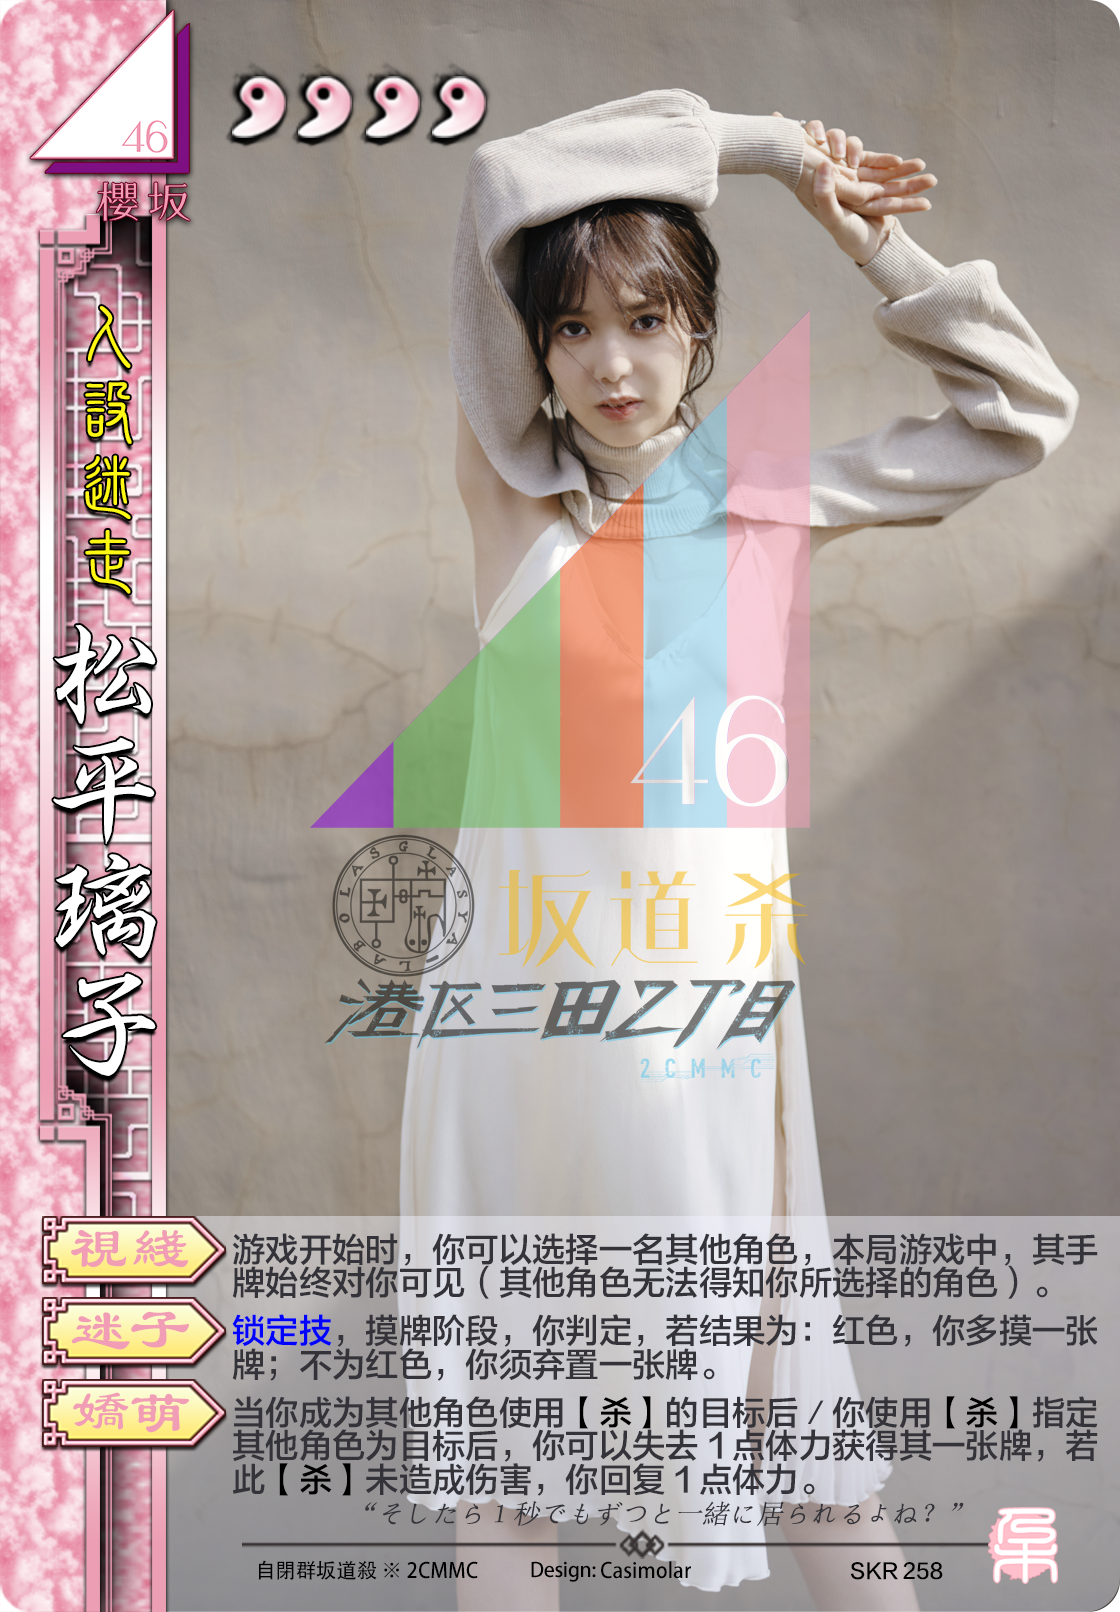 46
櫻坂
人設迷走
松平璃子
46
GLASYA LABOLAS
坂道杀
港区三田乙丁目
2CMMC
視綫
游戏开始时，你可以选择一名其他角色，本局游戏中，其手
牌始终对你可见（其他角色无法得知你所选择的角色）。
迷子
锁定技，摸牌阶段，你判定，若结果为：红色，你多摸一张
牌；不为红色，你须弃置一张牌。
嬌萌
当你成为其他角色使用【杀】的目标后 / 你使用【杀】指定
其他角色为目标后，你可以失去 1 点体力获得其一张牌，若
此【杀】未造成伤害，你回复 1 点体力。
“そしたら１秒でもずつと一緒に居られるよね？”
自閉群坂道殺 ※ 2CMMC
Design: Casimolar
SKR 258